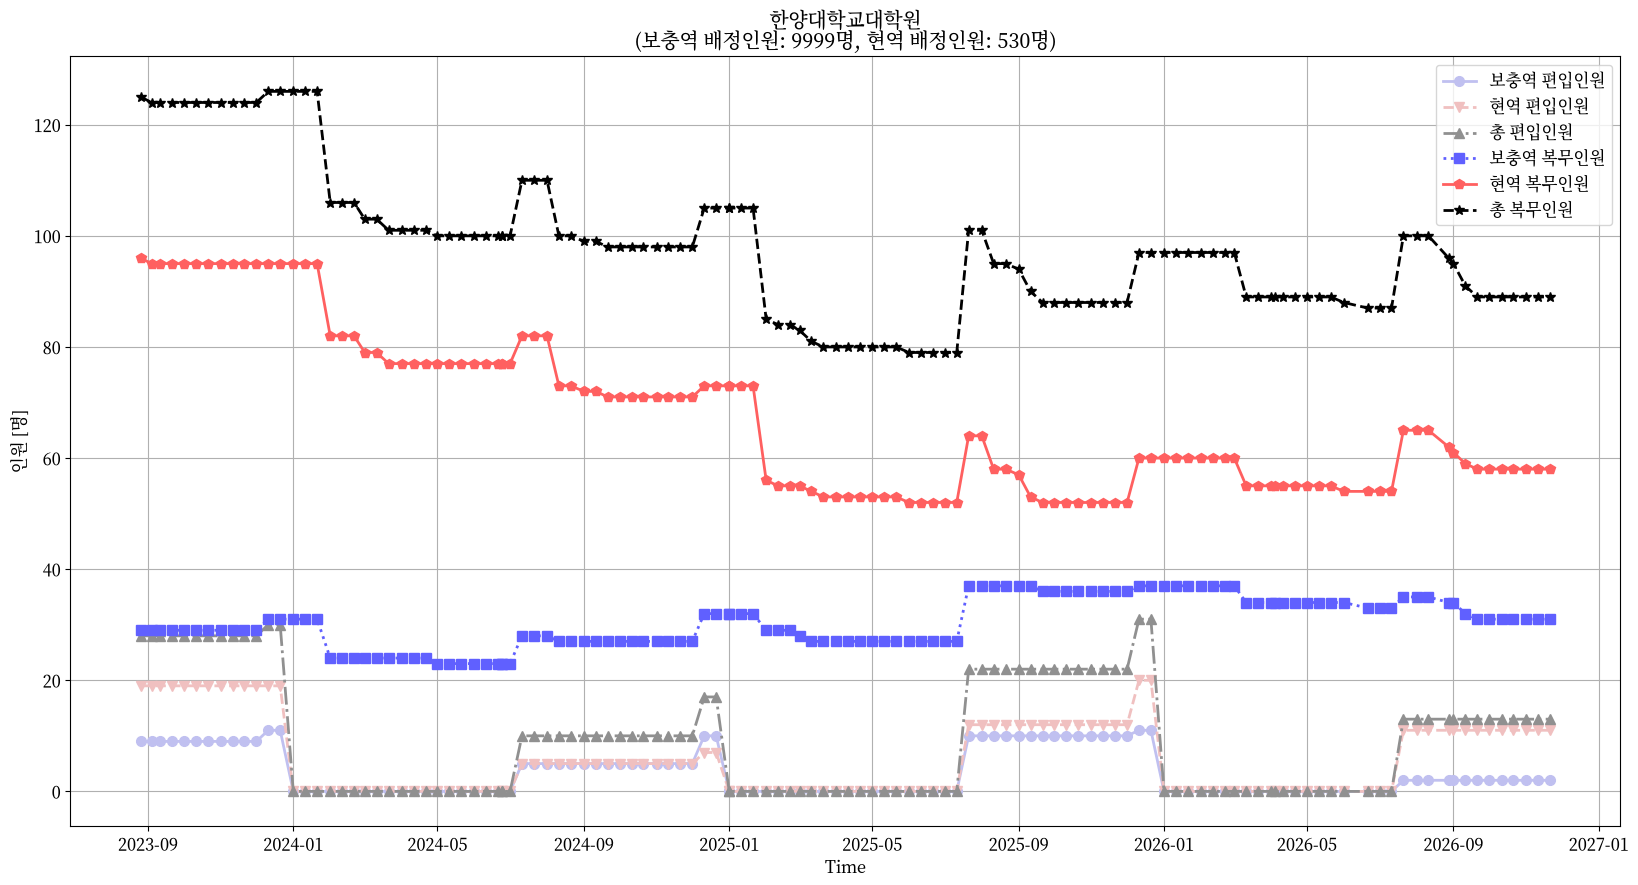 한양대학교대학원
(보충역 배정인원: 9999명, 현역 배정인원: 530명)
보충역 편입인원
현역 편입인원
총 편입인원
보충역 복무인원
현역 복무인원
총 복무인원
인원 [명]
120
100
80
60
40
20
0
2023-09
2024-01
2024-05
2024-09
2025-01
2025-05
2025-09
2026-01
2026-05
2026-09
2027-01
Time